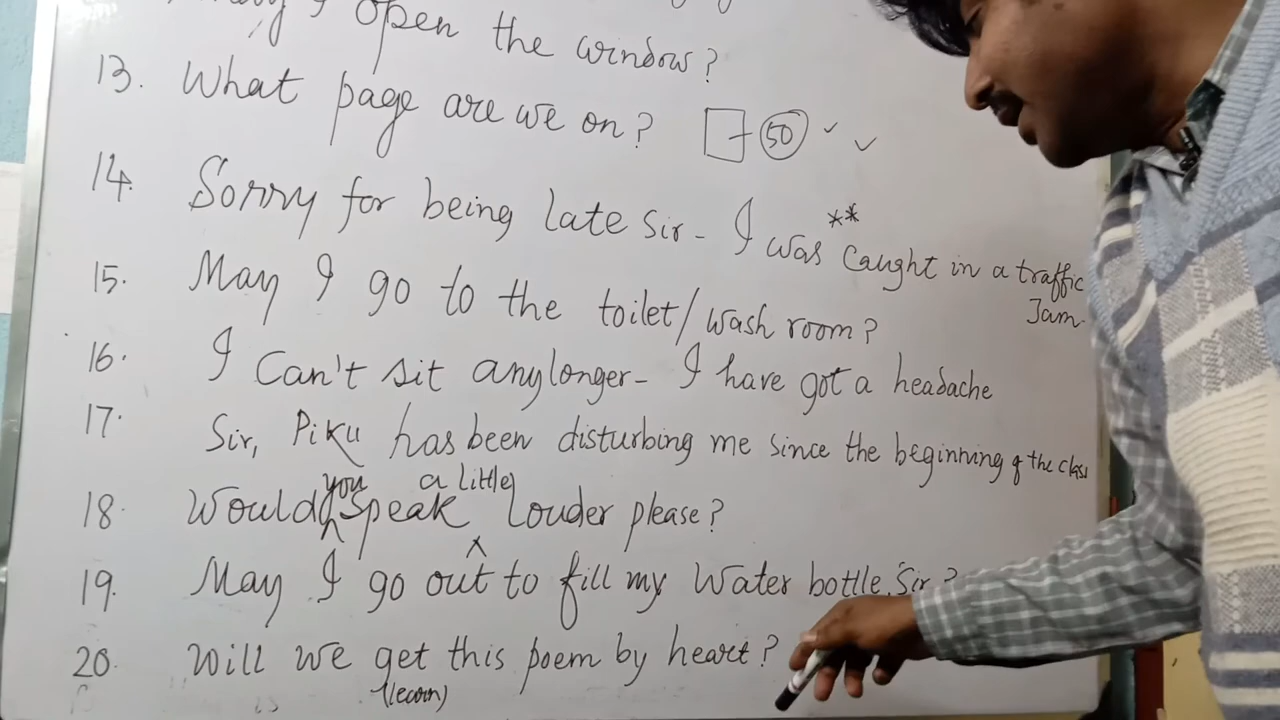 I open the window?
13. What page are we on? 50
14. Sorry for being late sir - I was ** caught in a traffic
Jam
15. May I go to the toilet/wash room?
16. I can't sit anylonger - I have got a headache
17. Sir, Piku has been disturbing me since the beginning of the class
you a little
18. Would speak louder please?
19. May I go out to fill my water bottle, Sir?
20. Will we get this poem by heart?
(learn)